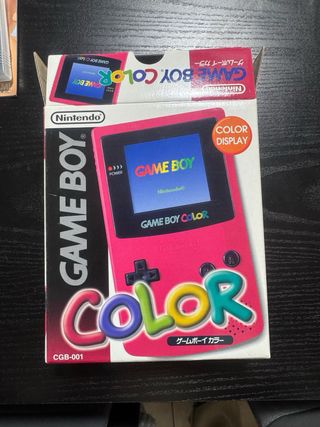 GAME BOY COLOR
ゲームボーイ カラー
Nintendo
Nintendo
GAME BOY
COLOR
DISPLAY
POWER
GAME BOY
Nintendo
GAME BOY COLOR
COLOR
ゲームボーイ カラー
CGB-001